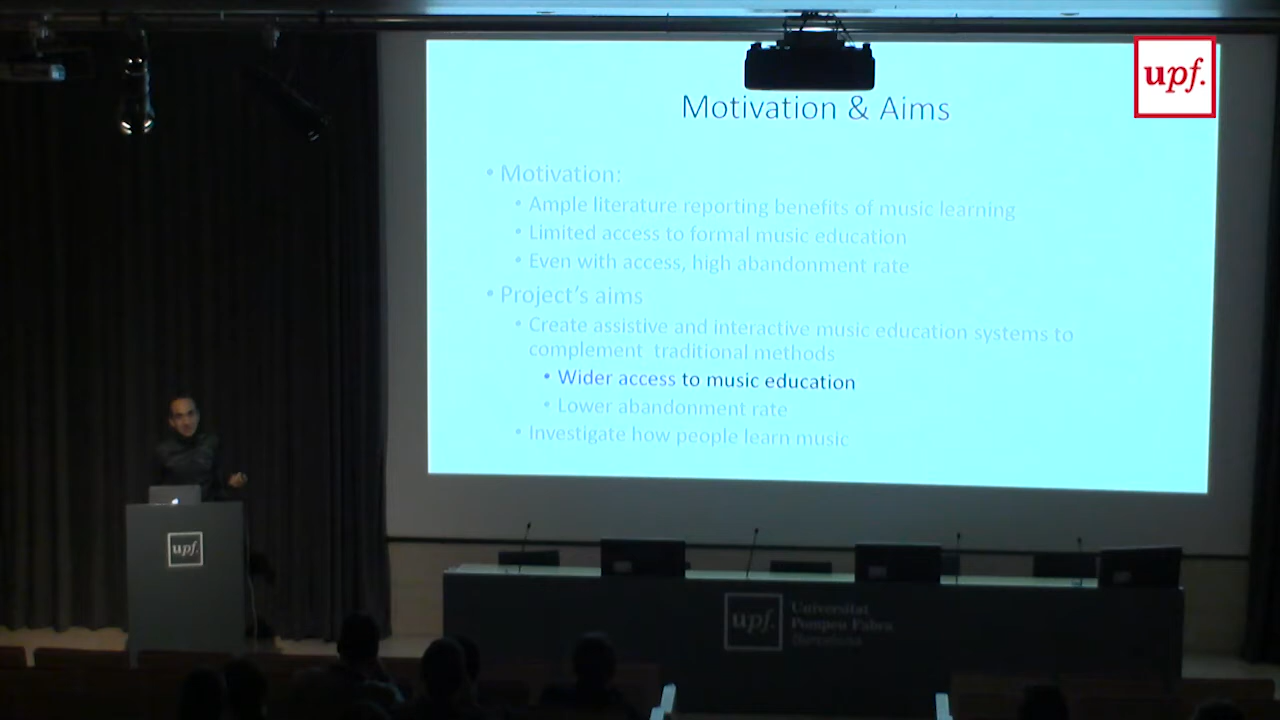 upf.
Motivation & Aims
• Motivation:
• Ample literature reporting benefits of music learning
• Limited access to formal music education
• Even with access, high abandonment rate
• Project's aims
• Create assistive and interactive music education systems to
complement traditional methods
• Wider access to music education
• Lower abandonment rate
• Investigate how people learn music
upf.
upf.
Universitat
Pompeu Fabra
Barcelona